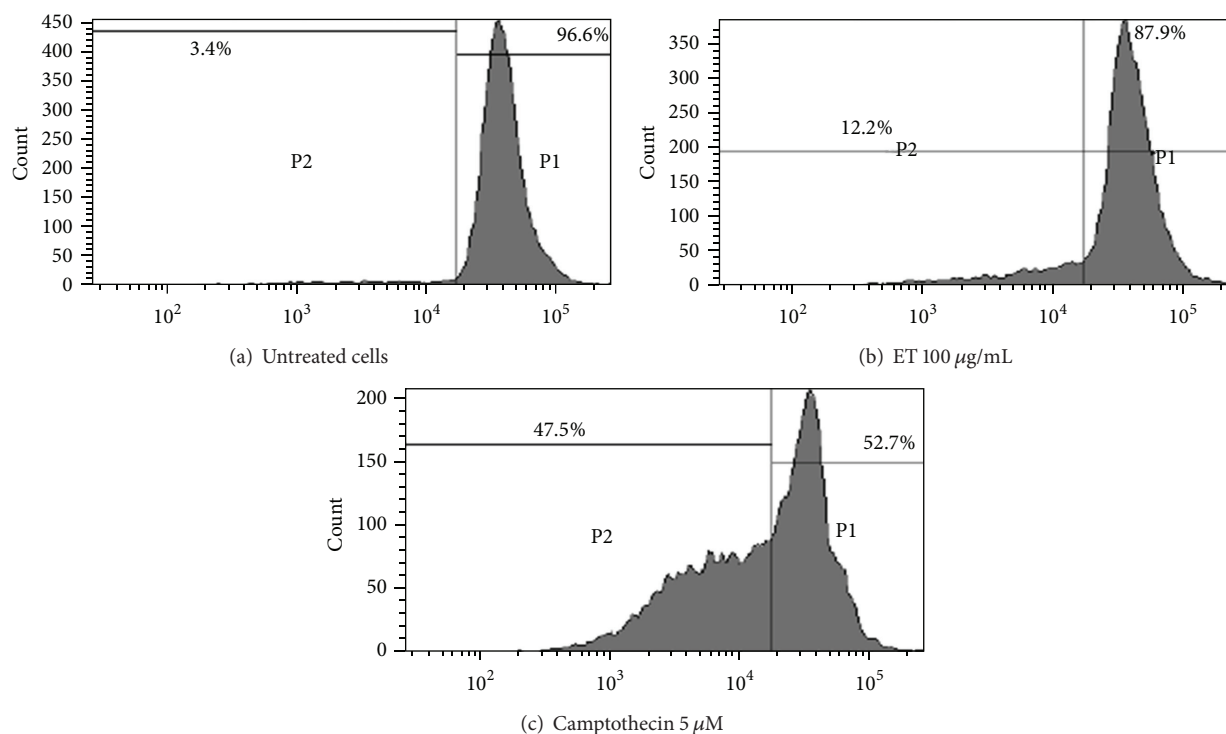 450
400
350
300
250
200
150
100
50
0
Count
3.4%
96.6%
P2
P1
10² 10³ 10⁴ 10⁵
(a) Untreated cells
350
300
250
200
150
100
50
0
Count
87.9%
12.2%
P2
P1
10² 10³ 10⁴ 10⁵
(b) ET 100 μg/mL
200
150
100
50
0
Count
47.5%
52.7%
P2
P1
10² 10³ 10⁴ 10⁵
(c) Camptothecin 5 μM